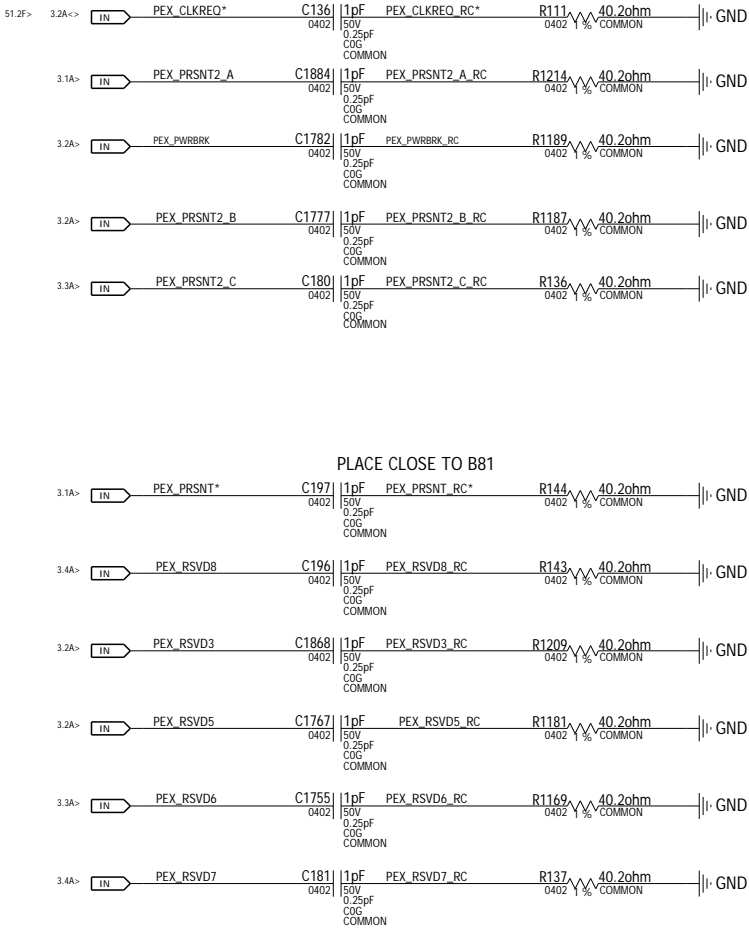 51.2F> 3.2A<> IN PEX_CLKREQ* C136 1pF PEX_CLKREQ_RC* R111 40.2ohm GND
0402 50V 0402 1 % COMMON
0.25pF
C0G
COMMON
3.1A> IN PEX_PRSNT2_A C1884 1pF PEX_PRSNT2_A_RC R1214 40.2ohm GND
0402 50V 0402 1 % COMMON
0.25pF
C0G
COMMON
3.2A> IN PEX_PWRBRK C1782 1pF PEX_PWRBRK_RC R1189 40.2ohm GND
0402 50V 0402 1 % COMMON
0.25pF
C0G
COMMON
3.2A> IN PEX_PRSNT2_B C1777 1pF PEX_PRSNT2_B_RC R1187 40.2ohm GND
0402 50V 0402 1 % COMMON
0.25pF
C0G
COMMON
3.3A> IN PEX_PRSNT2_C C180 1pF PEX_PRSNT2_C_RC R136 40.2ohm GND
0402 50V 0402 1 % COMMON
0.25pF
C0G
COMMON
PLACE CLOSE TO B81
3.1A> IN PEX_PRSNT* C197 1pF PEX_PRSNT_RC* R144 40.2ohm GND
0402 50V 0402 1 % COMMON
0.25pF
C0G
COMMON
3.4A> IN PEX_RSVD8 C196 1pF PEX_RSVD8_RC R143 40.2ohm GND
0402 50V 0402 1 % COMMON
0.25pF
C0G
COMMON
3.2A> IN PEX_RSVD3 C1868 1pF PEX_RSVD3_RC R1209 40.2ohm GND
0402 50V 0402 1 % COMMON
0.25pF
C0G
COMMON
3.2A> IN PEX_RSVD5 C1767 1pF PEX_RSVD5_RC R1181 40.2ohm GND
0402 50V 0402 1 % COMMON
0.25pF
C0G
COMMON
3.3A> IN PEX_RSVD6 C1755 1pF PEX_RSVD6_RC R1169 40.2ohm GND
0402 50V 0402 1 % COMMON
0.25pF
C0G
COMMON
3.4A> IN PEX_RSVD7 C181 1pF PEX_RSVD7_RC R137 40.2ohm GND
0402 50V 0402 1 % COMMON
0.25pF
C0G
COMMON